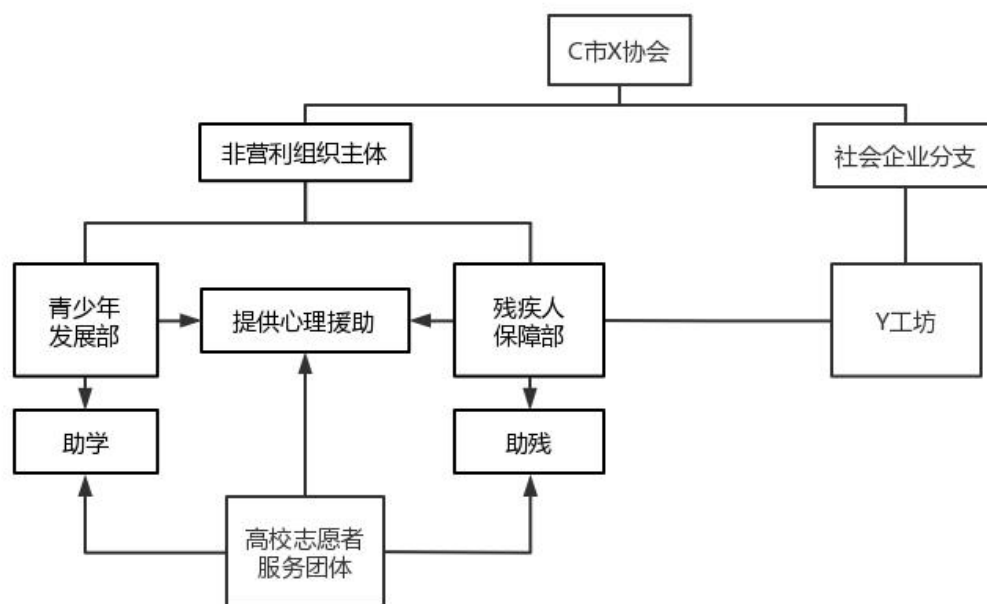 C市X协会
非营利组织主体
社会企业分支
青少年
发展部
提供心理援助
残疾人
保障部
Y工坊
助学
助残
高校志愿者
服务团体